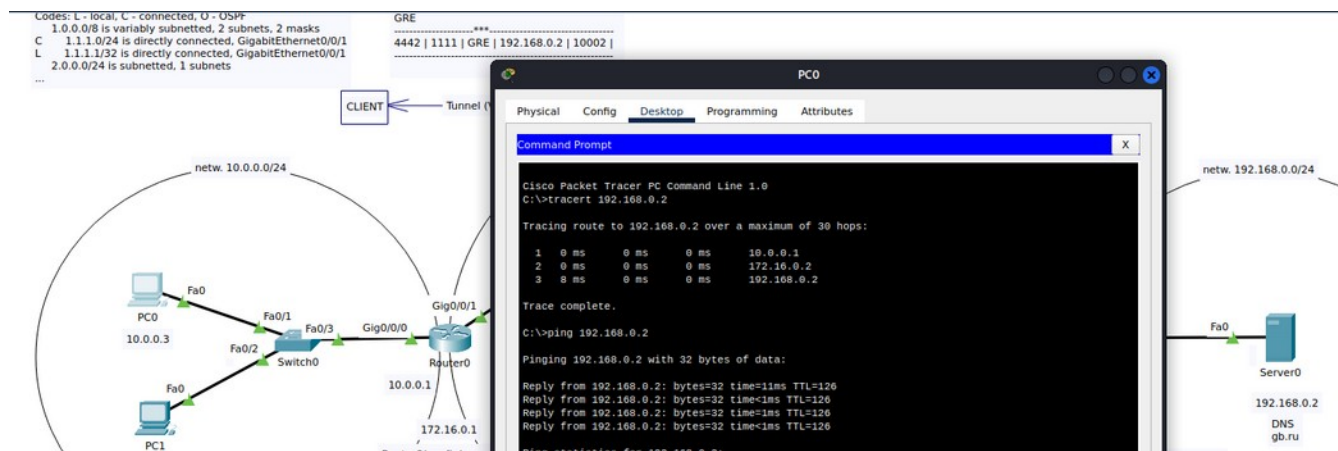 Codes: L - local, C - connected, O - OSPF
1.0.0.0/8 is variably subnetted, 2 subnets, 2 masks
C 1.1.1.0/24 is directly connected, GigabitEthernet0/0/1
L 1.1.1.1/32 is directly connected, GigabitEthernet0/0/1
2.0.0.0/24 is subnetted, 1 subnets
...
GRE
---------------------***---------------------------------
4442 | 1111 | GRE | 192.168.0.2 | 10002 |
CLIENT
Tunnel (
netw. 10.0.0.0/24
Fa0
PC0
10.0.0.3
Fa0/1
Fa0/3
Gig0/0/0
Gig0/0/1
Fa0/2
Switch0
Router0
Fa0
10.0.0.1
172.16.0.1
PC1
PC0
Physical Config Desktop Programming Attributes
Command Prompt
X
Cisco Packet Tracer PC Command Line 1.0
C:\>tracert 192.168.0.2
Tracing route to 192.168.0.2 over a maximum of 30 hops:
1 0 ms 0 ms 0 ms 10.0.0.1
2 0 ms 0 ms 0 ms 172.16.0.2
3 8 ms 0 ms 0 ms 192.168.0.2
Trace complete.
C:\>ping 192.168.0.2
Pinging 192.168.0.2 with 32 bytes of data:
Reply from 192.168.0.2: bytes=32 time=11ms TTL=126
Reply from 192.168.0.2: bytes=32 time<1ms TTL=126
Reply from 192.168.0.2: bytes=32 time=1ms TTL=126
Reply from 192.168.0.2: bytes=32 time<1ms TTL=126
netw. 192.168.0.0/24
Fa0
Server0
192.168.0.2
DNS
gb.ru